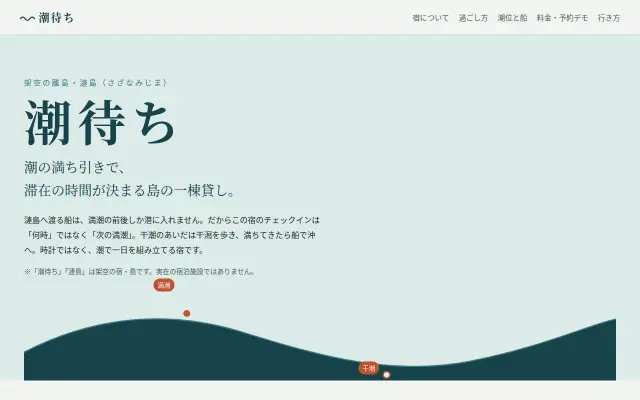 潮待ち
宿について 過ごし方 潮位と船 料金・予約デモ 行き方
架空の離島・漣島（さざなみじま）
潮待ち
潮の満ち引きで、
滞在の時間が決まる島の一棟貸し。
漣島へ渡る船は、満潮の前後しか港に入れません。だからこの宿のチェックインは
「何時」ではなく「次の満潮」。干潮のあいだは干潟を歩き、満ちてきたら船で沖
へ。時計ではなく、潮で一日を組み立てる宿です。
※「潮待ち」「漣島」は架空の宿・島です。実在の宿泊施設ではありません。
満潮
干潮